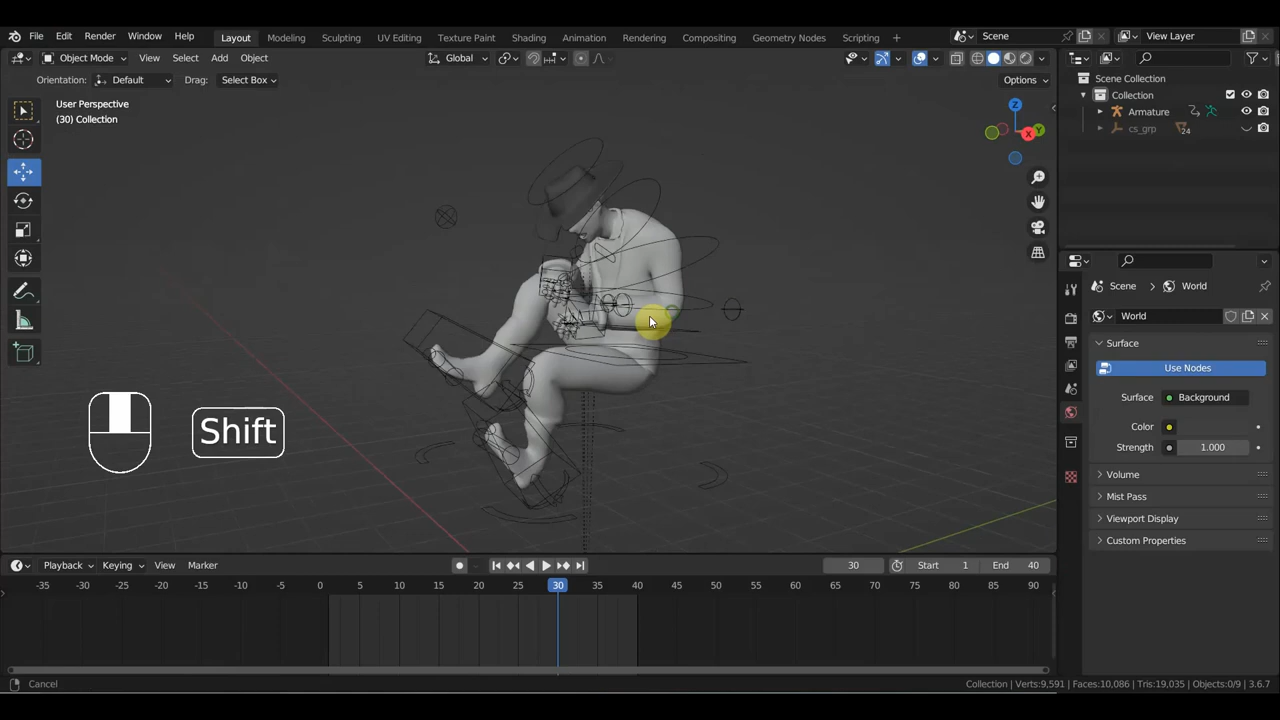 File Edit Render Window Help Layout Modeling Sculpting UV Editing Texture Paint Shading Animation Rendering Compositing Geometry Nodes Scripting + Scene View Layer
Object Mode View Select Add Object Global
Orientation: Default Drag: Select Box Options
User Perspective
(30) Collection
Z
Y
X
Scene Collection
Collection
Armature
cs_grp 24
Scene World
World
Surface
Use Nodes
Surface Background
Color
Strength 1.000
Volume
Mist Pass
Viewport Display
Custom Properties
Shift
Playback Keying View Marker 30 Start 1 End 40
-35 -30 -25 -20 -15 -10 -5 0 5 10 15 20 25 30 35 40 45 50 55 60 65 70 75 80 85 90
Cancel Collection | Verts:9,591 | Faces:10,086 | Tris:19,035 | Objects:0/9 | 3.6.7